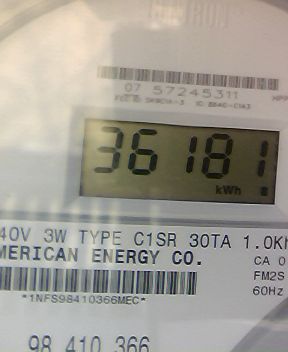 07 57245311
36181
kWh
40V 3W TYPE C1SR 30TA 1.0Kh
MERICAN ENERGY CO.
CA 0
FM2S
60Hz
*1NFS98410366MEC*
98 410 366